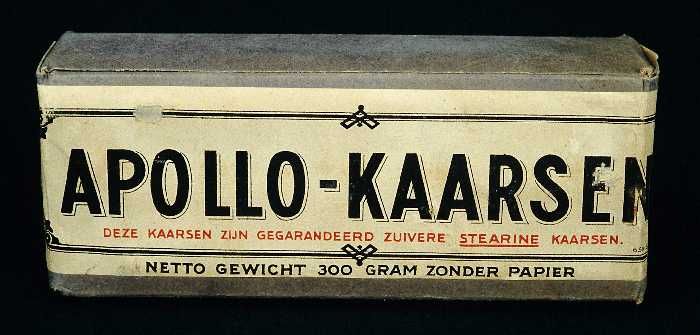 APOLLO-KAARSEN
DEZE KAARSEN ZIJN GEGARANDEERD ZUIVERE STEARINE KAARSEN.
NETTO GEWICHT 300 GRAM ZONDER PAPIER